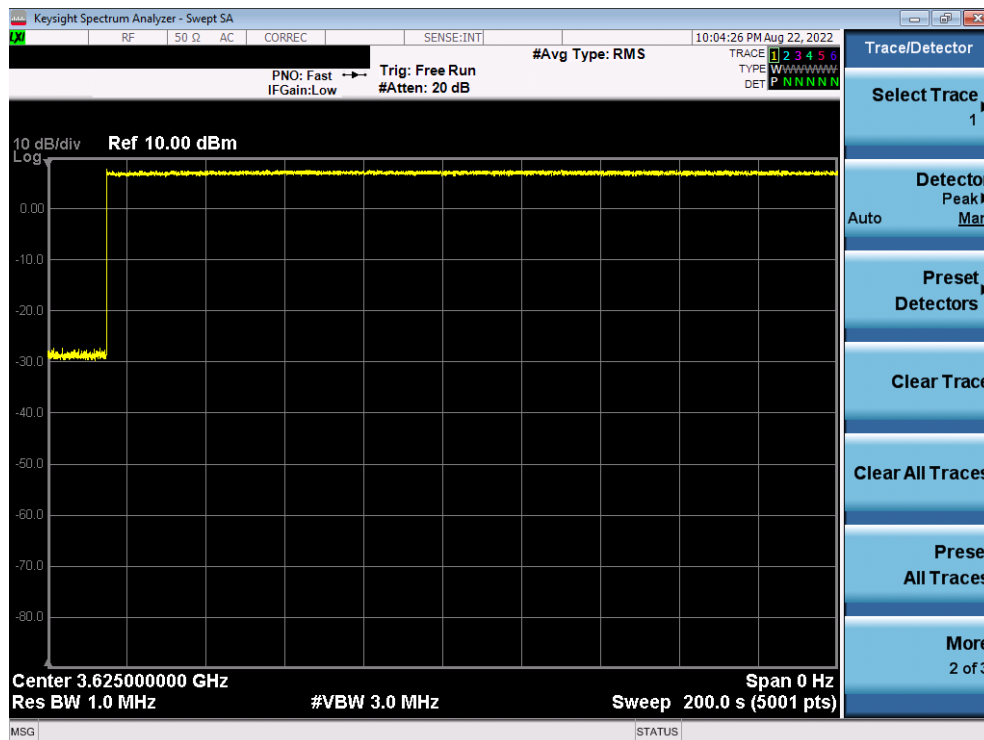 Keysight Spectrum Analyzer - Swept SA
LXI RF 50 Ω AC CORREC SENSE:INT 10:04:26 PM Aug 22, 2022
#Avg Type: RMS TRACE 1 2 3 4 5 6
PNO: Fast Trig: Free Run TYPE WWWWWW
IFGain:Low #Atten: 20 dB DET P N N N N N
10 dB/div Ref 10.00 dBm
Log
0.00
-10.0
-20.0
-30.0
-40.0
-50.0
-60.0
-70.0
-80.0
Center 3.625000000 GHz Span 0 Hz
Res BW 1.0 MHz #VBW 3.0 MHz Sweep 200.0 s (5001 pts)
MSG STATUS
Trace/Detector
Select Trace
1
Detecto
Peak
Auto Man
Preset
Detectors
Clear Trace
Clear All Traces
Prese
All Traces
More
2 of 3